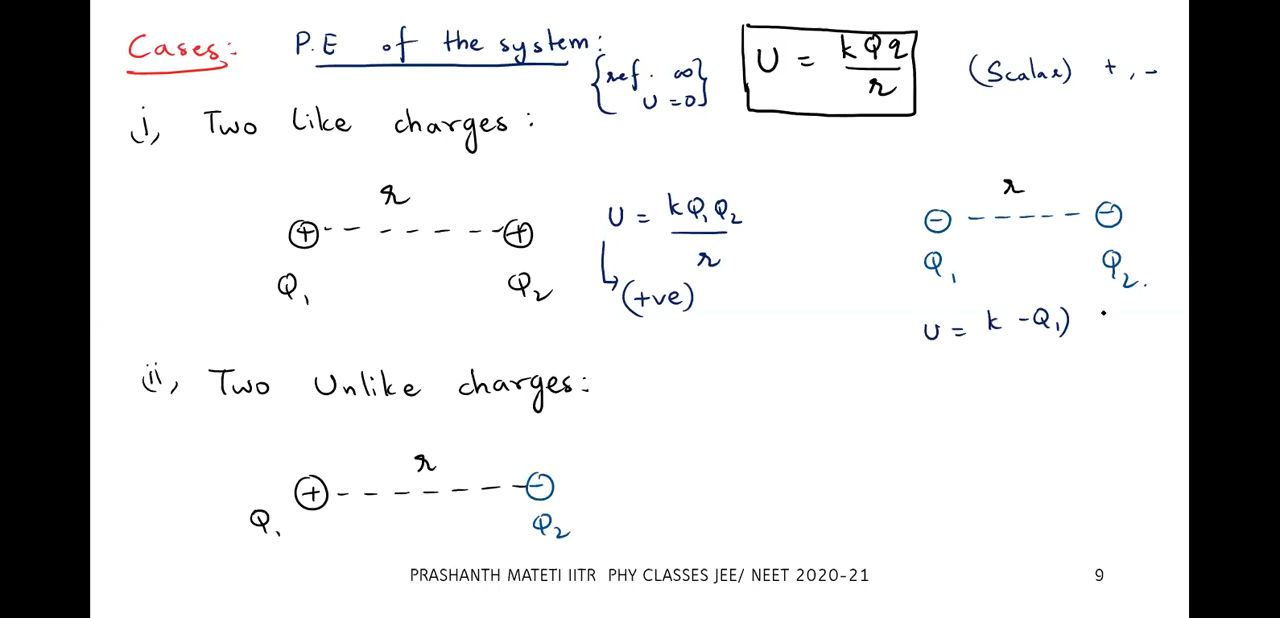 Cases: P.E of the system: {ref. ∞ U = 0} U = kQq/r (Scalar) +, -
i, Two like charges:
r
r
+ - - - - - - +
U = kQ₁Q₂/r
⊖ - - - - - ⊖
Q₁ Q₂
(+ve)
Q₁ Q₂.
U = k -Q₁)
ii, Two Unlike charges:
r
+ - - - - - - ⊖
Q₁ Q₂
PRASHANTH MATETI IITR PHY CLASSES JEE/ NEET 2020-21
9